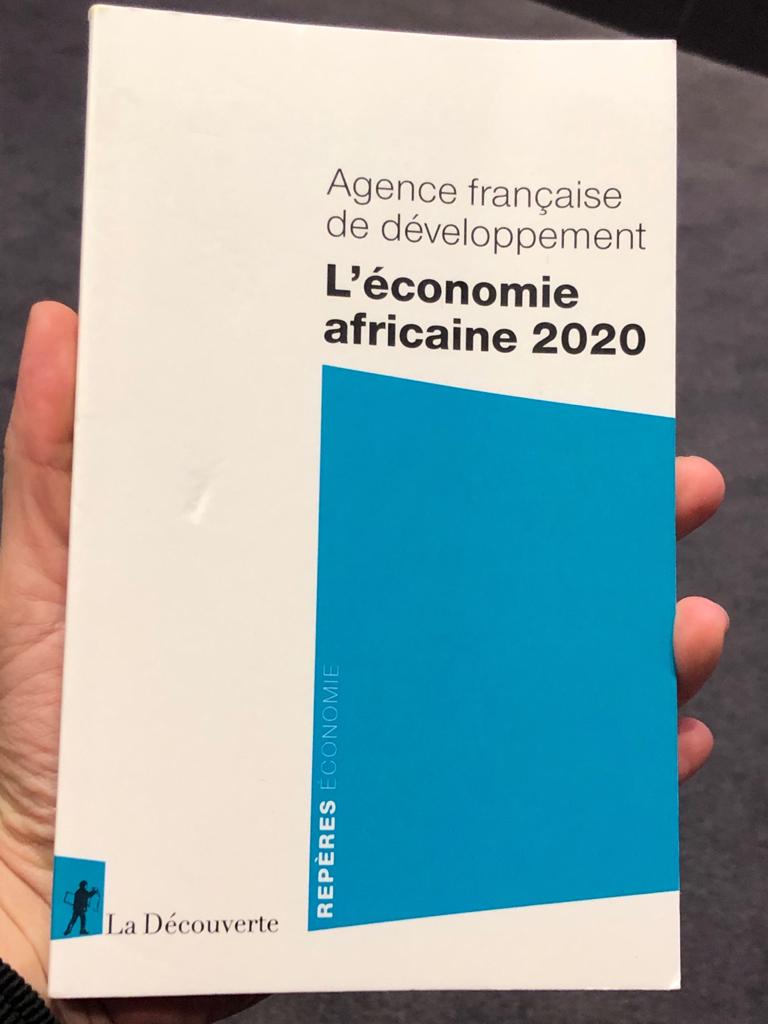 Agence française
de développement
L'économie
africaine 2020
REPÈRES ÉCONOMIE
La Découverte